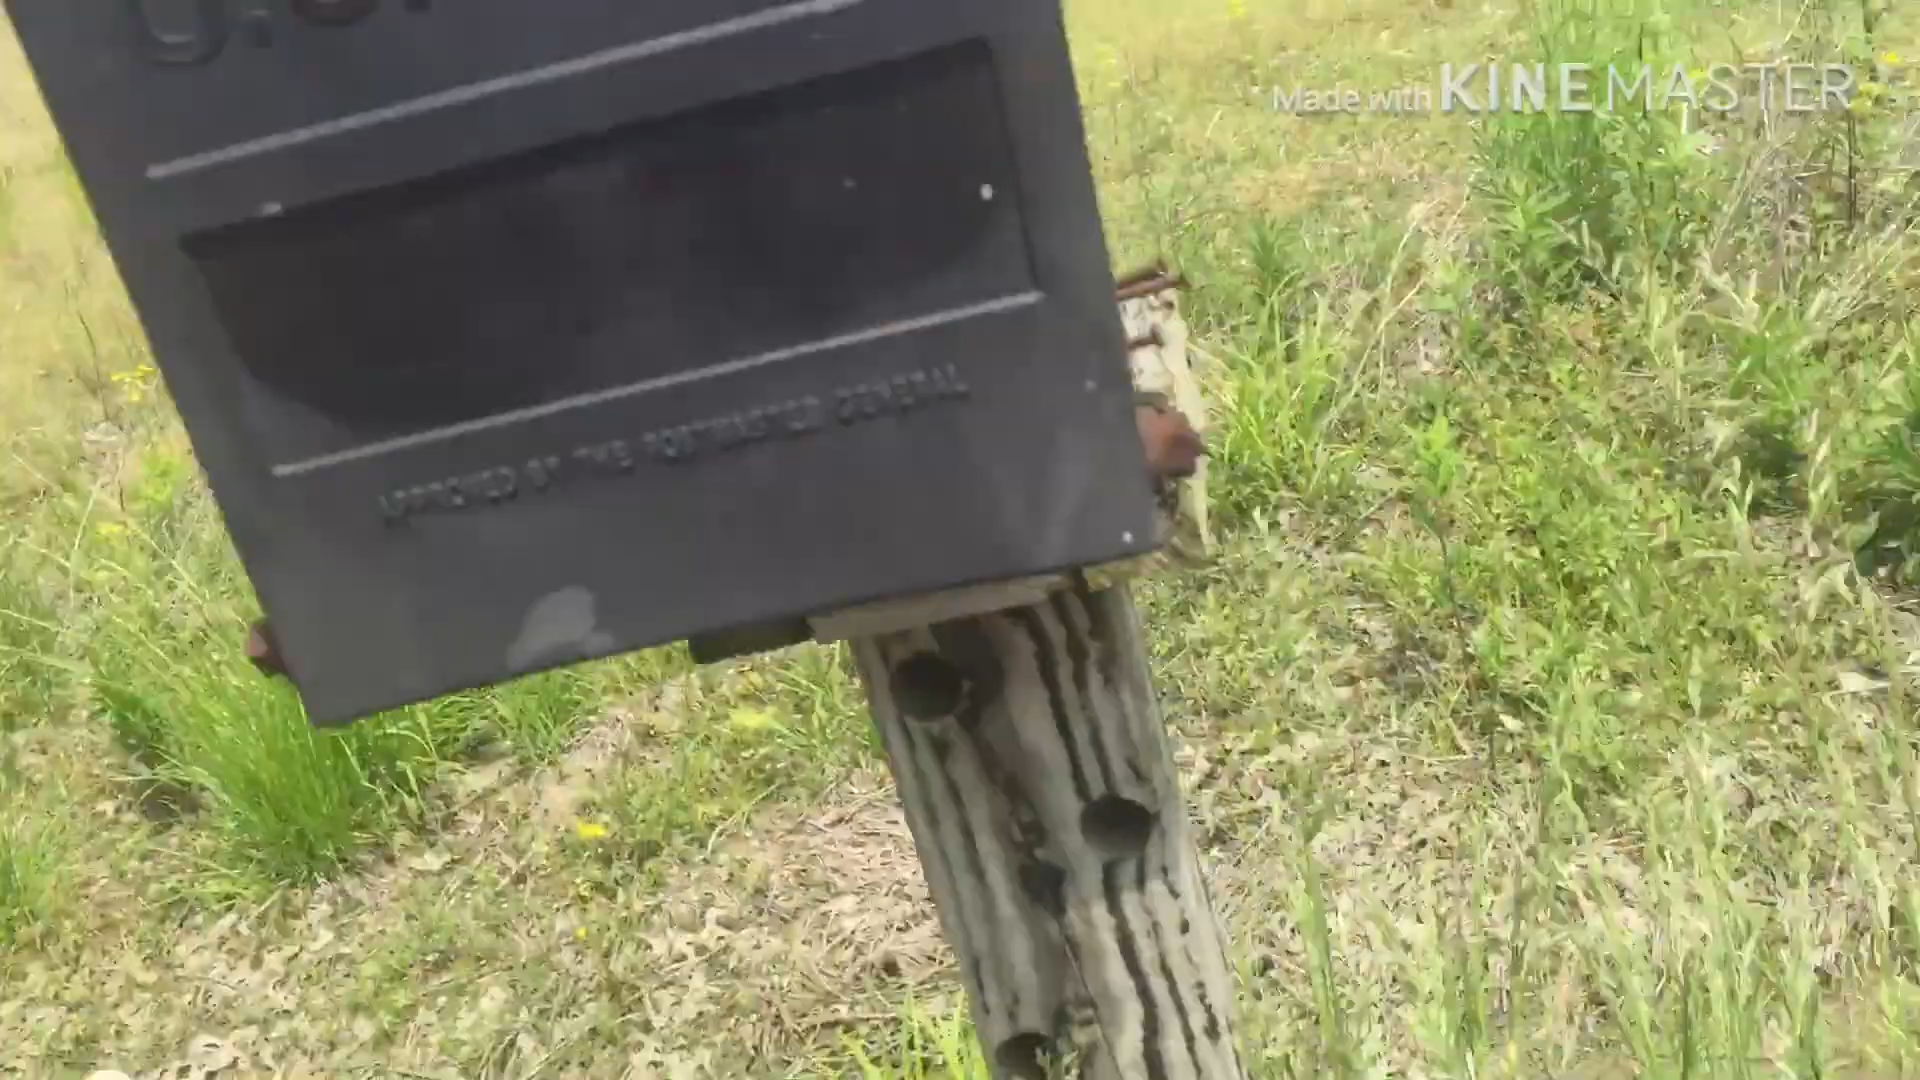 Made with KINEMASTER
U.S.
APPROVED BY THE POSTMASTER GENERAL